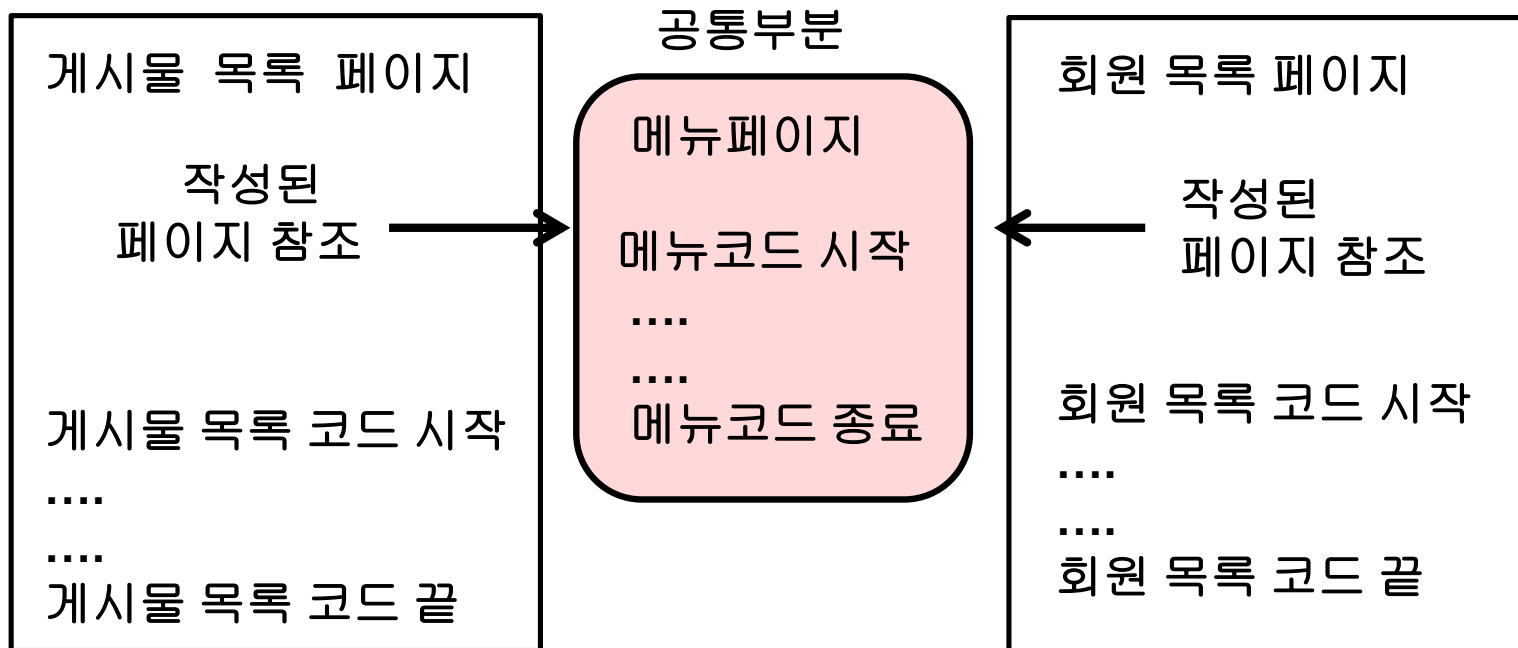 게시물 목록 페이지
작성된
페이지 참조
게시물 목록 코드 시작
....
....
게시물 목록 코드 끝
공통부분
메뉴페이지
메뉴코드 시작
....
....
메뉴코드 종료
회원 목록 페이지
작성된
페이지 참조
회원 목록 코드 시작
....
....
회원 목록 코드 끝